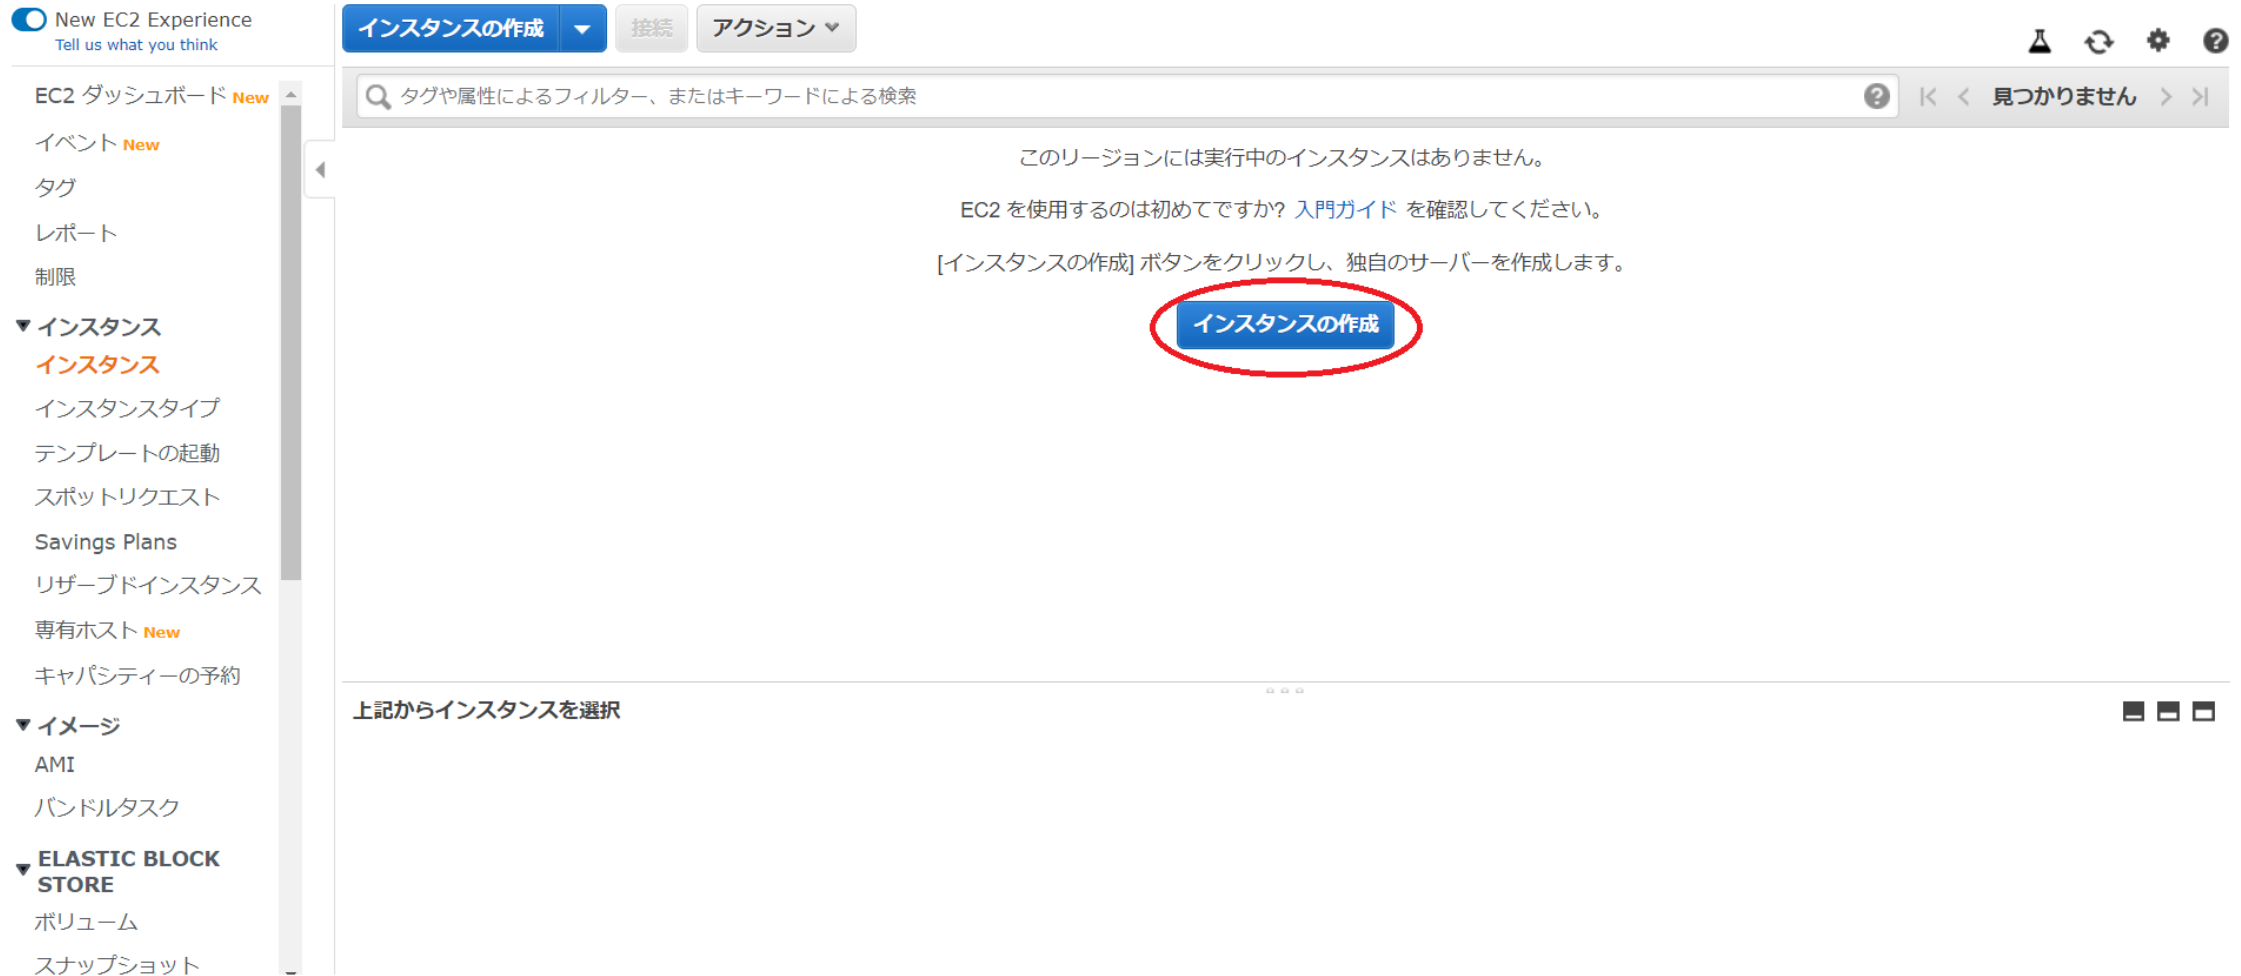 New EC2 Experience
Tell us what you think
EC2 ダッシュボード New
イベント New
タグ
レポート
制限
インスタンス
インスタンス
インスタンスタイプ
テンプレートの起動
スポットリクエスト
Savings Plans
リザーブドインスタンス
専有ホスト New
キャパシティーの予約
イメージ
AMI
バンドルタスク
ELASTIC BLOCK
STORE
ボリューム
スナップショット
インスタンスの作成
接続
アクション
タグや属性によるフィルター、またはキーワードによる検索
見つかりません
このリージョンには実行中のインスタンスはありません。
EC2 を使用するのは初めてですか? 入門ガイド を確認してください。
[インスタンスの作成] ボタンをクリックし、独自のサーバーを作成します。
インスタンスの作成
上記からインスタンスを選択